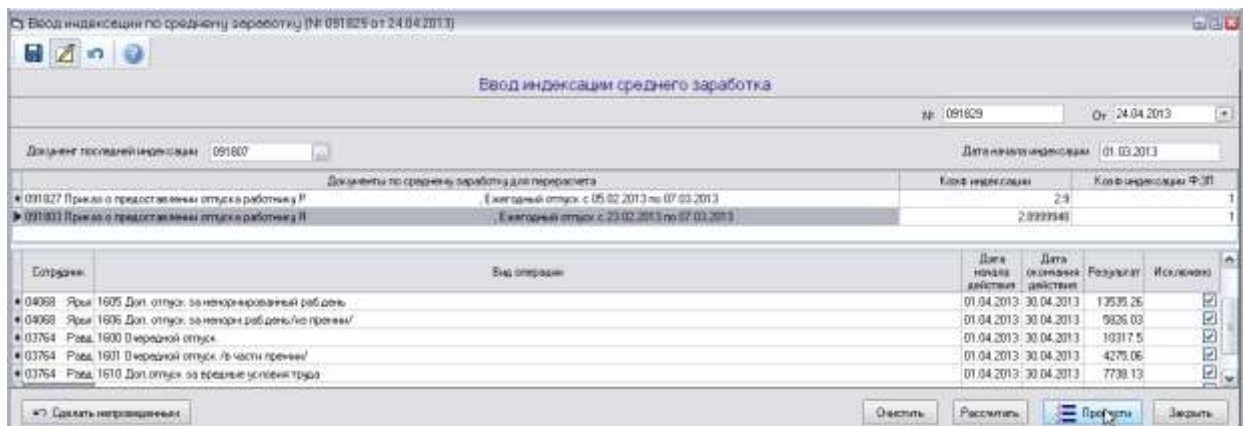 Ввод индексации по среднему заработку (№ 091829 от 24.04.2013)
Ввод индексации среднего заработка
№ 091829 От 24.04.2013
Документ последней индексации 091807 Дата начала индексации 01.03.2013
Документы по среднему заработку для перерасчета Коэф индексации Коэф индексации ФЗП
091827 Приказ о предоставлении отпуска работнику Р , Ежегодный отпуск с 05.02.2013 по 07.03.2013 2.9 1
091803 Приказ о предоставлении отпуска работнику Я , Ежегодный отпуск с 23.02.2013 по 07.03.2013 2.8999948 1
Сотрудник Вид операции Дата начала действия Дата окончания действия Результат Исключено
04068 1605 Доп. отпуск. за ненормированный раб.день 01.04.2013 30.04.2013 13535.26
04068 1606 Доп. отпуск. за ненорм.раб.день/из премии/ 01.04.2013 30.04.2013 5826.03
03764 1600 Очередной отпуск 01.04.2013 30.04.2013 10317.5
03764 1601 Очередной отпуск /в части премии/ 01.04.2013 30.04.2013 4275.06
03764 1610 Доп.отпуск. за вредные условия труда 01.04.2013 30.04.2013 7738.13
Сделать непроведенным Очистить Рассчитать Провести Закрыть